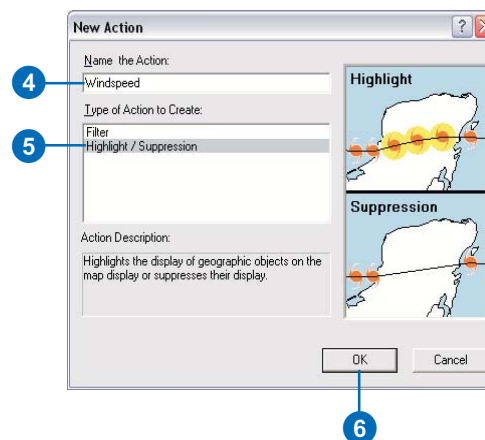 New Action
Name the Action:
4
Windspeed
Type of Action to Create:
Filter
5
Highlight / Suppression
Action Description:
Highlights the display of geographic objects on the
map display or suppresses their display.
Highlight
Suppression
OK
Cancel
6